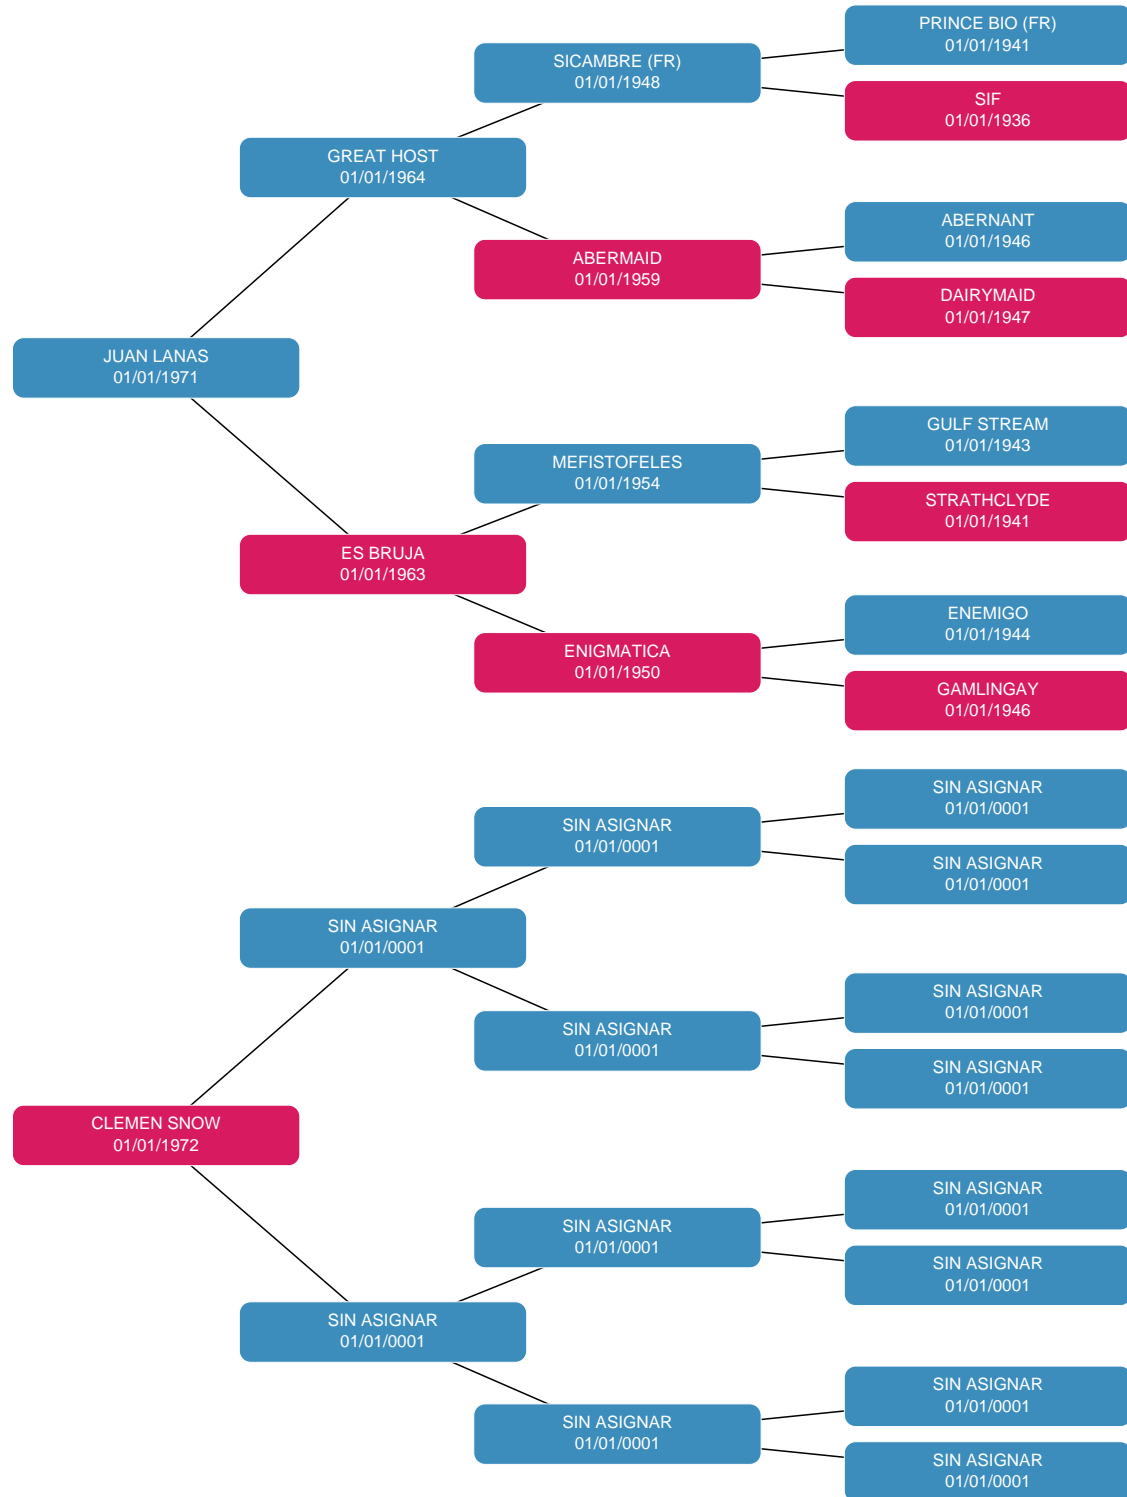 PRINCE BIO (FR)
01/01/1941
SICAMBRE (FR)
01/01/1948
SIF
01/01/1936
GREAT HOST
01/01/1964
ABERNANT
01/01/1946
ABERMAID
01/01/1959
DAIRYMAID
01/01/1947
JUAN LANAS
01/01/1971
GULF STREAM
01/01/1943
MEFISTOFELES
01/01/1954
STRATHCLYDE
01/01/1941
ES BRUJA
01/01/1963
ENEMIGO
01/01/1944
ENIGMATICA
01/01/1950
GAMLINGAY
01/01/1946
SIN ASIGNAR
01/01/0001
SIN ASIGNAR
01/01/0001
SIN ASIGNAR
01/01/0001
SIN ASIGNAR
01/01/0001
SIN ASIGNAR
01/01/0001
SIN ASIGNAR
01/01/0001
SIN ASIGNAR
01/01/0001
CLEMEN SNOW
01/01/1972
SIN ASIGNAR
01/01/0001
SIN ASIGNAR
01/01/0001
SIN ASIGNAR
01/01/0001
SIN ASIGNAR
01/01/0001
SIN ASIGNAR
01/01/0001
SIN ASIGNAR
01/01/0001
SIN ASIGNAR
01/01/0001